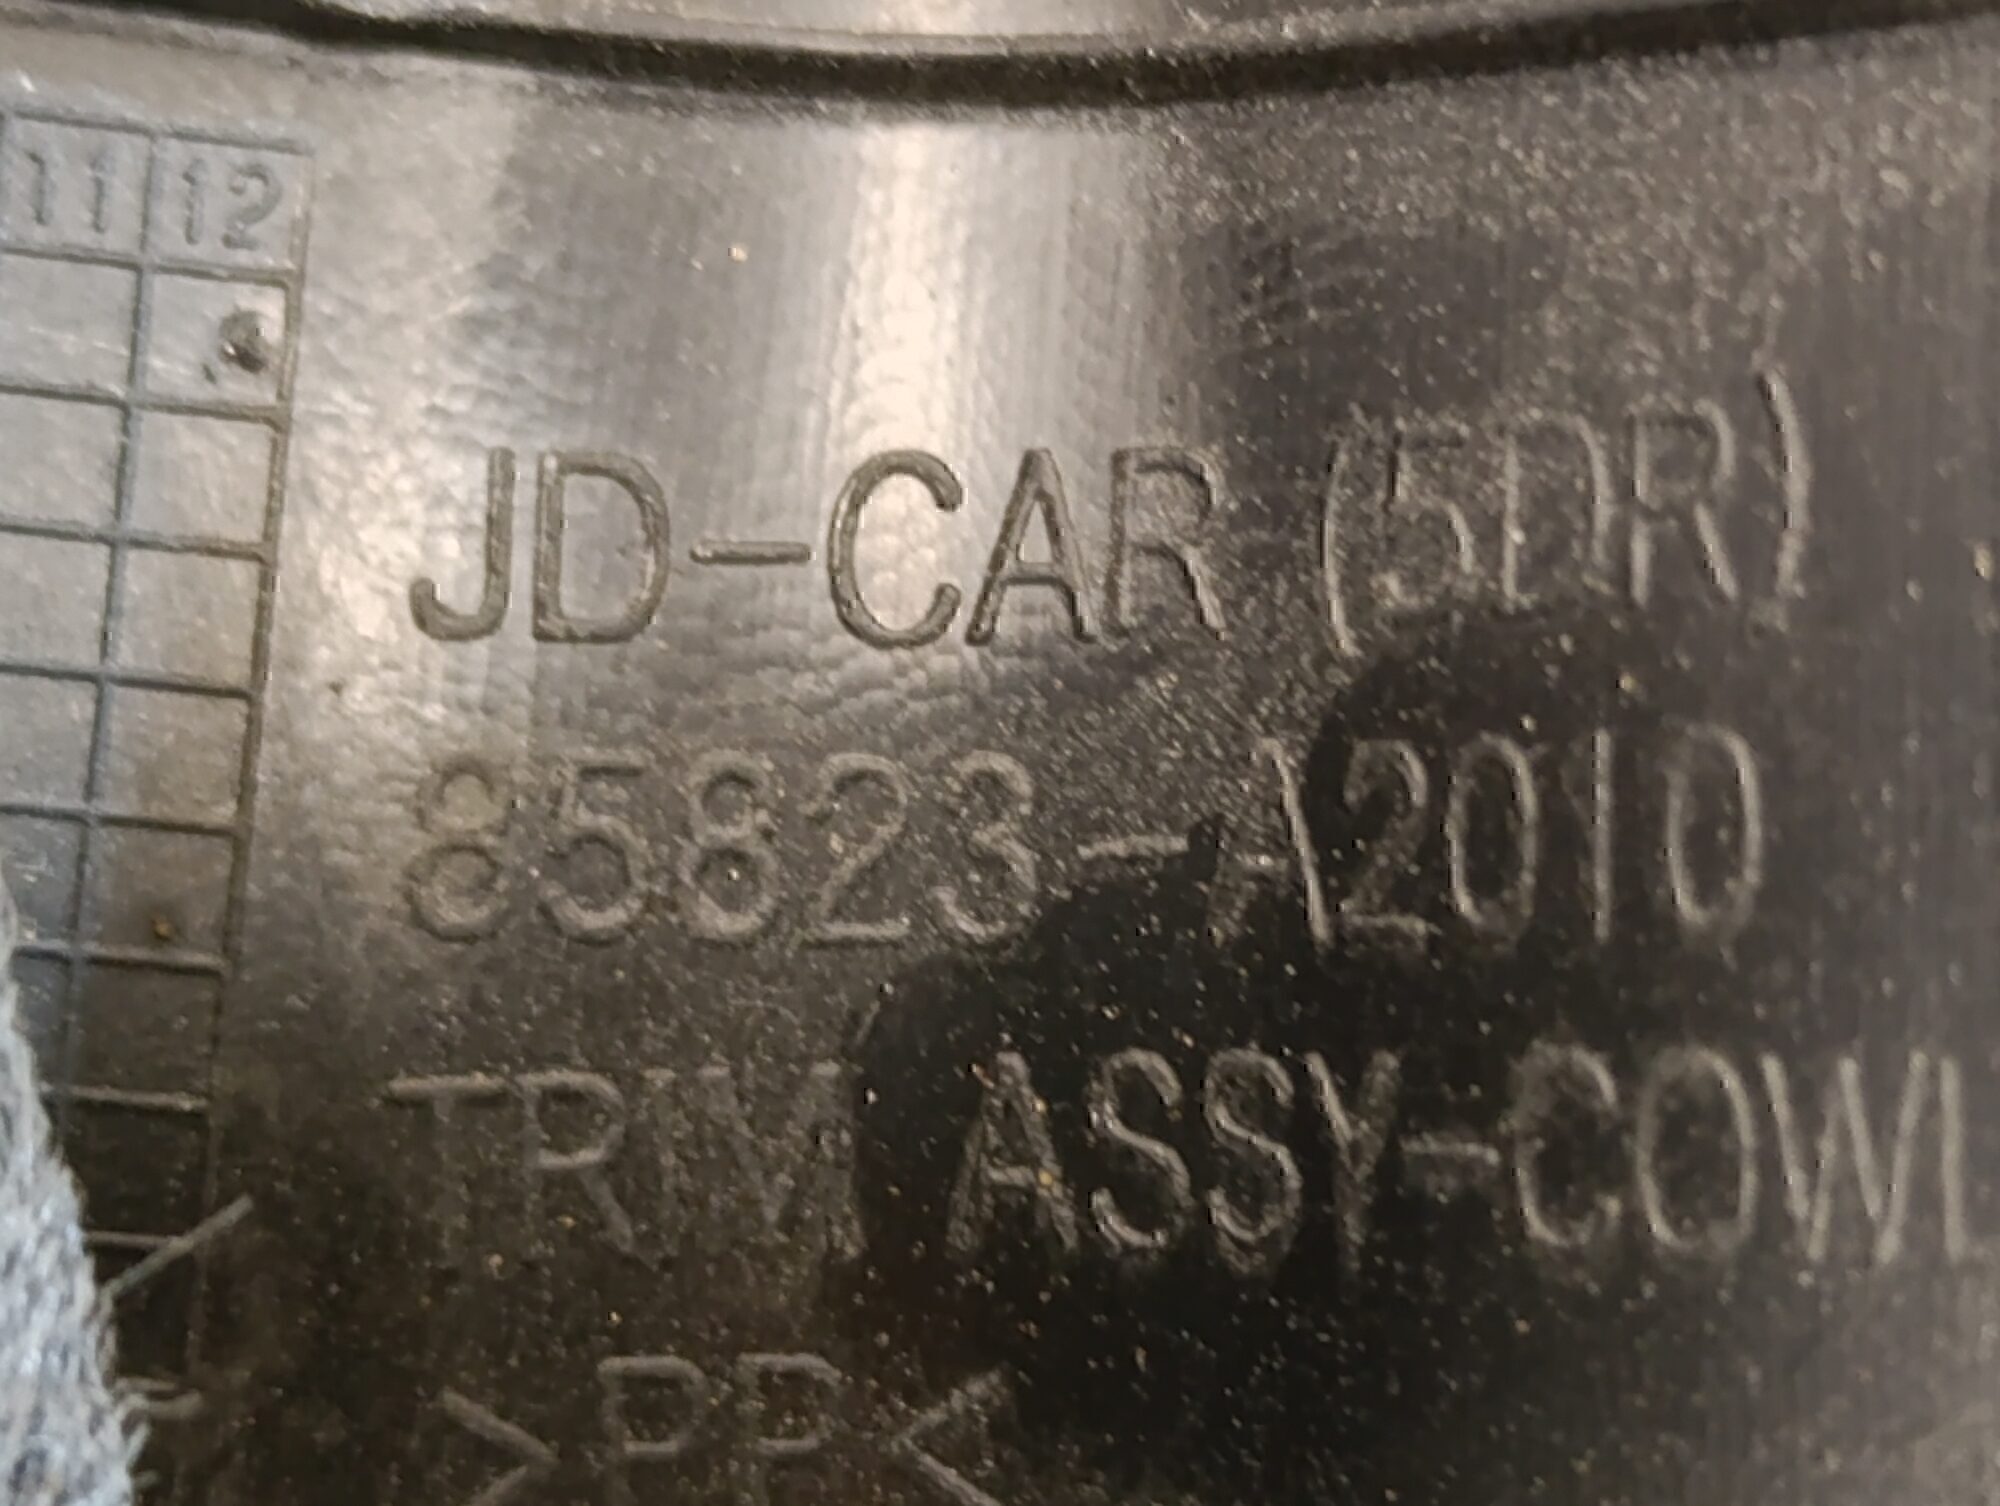 11 12
JD-CAR (5DR)
85823-A2010
TRIM ASSY-COWL
>PP<